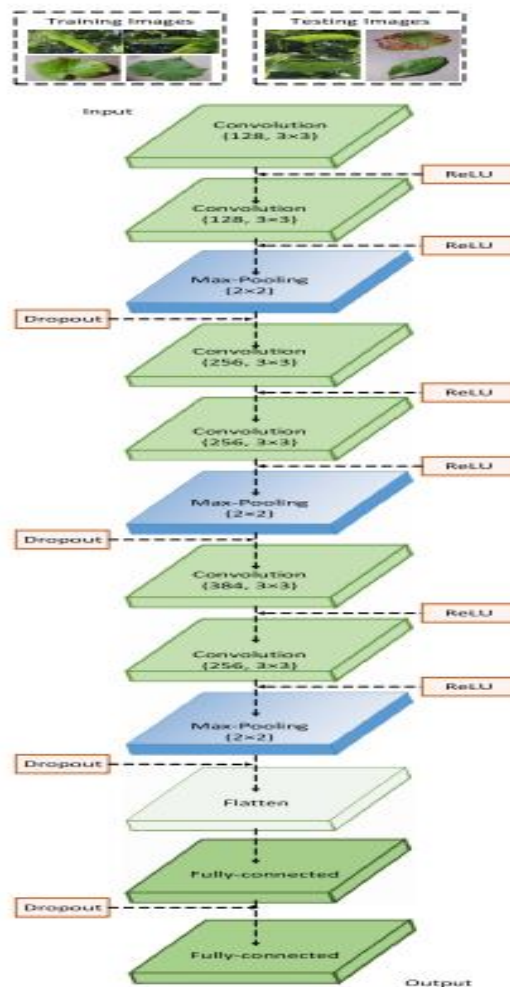 Training Images
Testing Images
Input
Convolution
(128, 3×3)
ReLU
Convolution
(128, 3×3)
ReLU
Max-Pooling
(2×2)
Dropout
Convolution
(256, 3×3)
ReLU
Convolution
(256, 3×3)
ReLU
Max-Pooling
(2×2)
Dropout
Convolution
(384, 3×3)
ReLU
Convolution
(256, 3×3)
ReLU
Max-Pooling
(2×2)
Dropout
Flatten
Fully-connected
Dropout
Fully-connected
Output